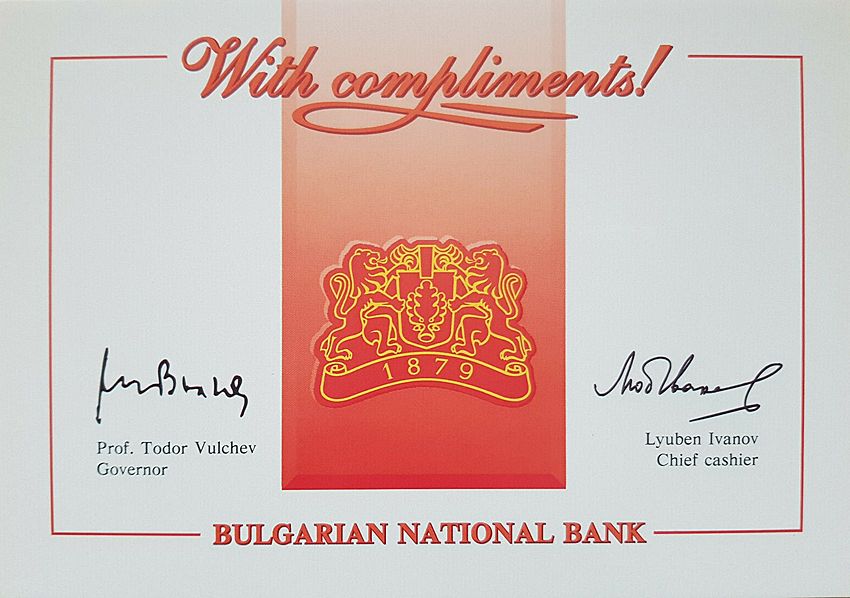 With compliments!
1879
Prof. Todor Vulchev
Governor
Lyuben Ivanov
Chief cashier
BULGARIAN NATIONAL BANK